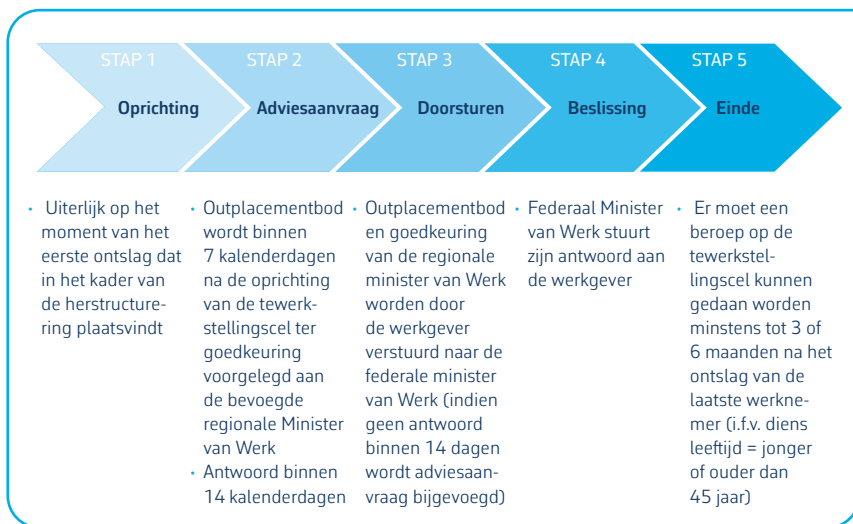 STAP 1
Oprichting
STAP 2
Adviesaanvraag
STAP 3
Doorsturen
STAP 4
Beslissing
STAP 5
Einde
• Uiterlijk op het
moment van het
eerste ontslag dat
in het kader van
de herstructure-
ring plaatsvindt
• Outplacementbod
wordt binnen
7 kalenderdagen
na de oprichting
van de tewerk-
stellingscel ter
goedkeuring
voorgelegd aan
de bevoegde
regionale Minister
van Werk
• Antwoord binnen
14 kalenderdagen
• Outplacementbod
en goedkeuring
van de regionale
minister van Werk
worden door
de werkgever
verstuurd naar de
federale minister
van Werk (indien
geen antwoord
binnen 14 dagen
wordt adviesaan-
vraag bijgevoegd)
• Federaal Minister
van Werk stuurt
zijn antwoord aan
de werkgever
• Er moet een
beroep op de
tewerkstel-
lingscel kunnen
gedaan worden
minstens tot 3 of
6 maanden na het
ontslag van de
laatste werkne-
mer (i.f.v. diens
leeftijd = jonger
of ouder dan
45 jaar)